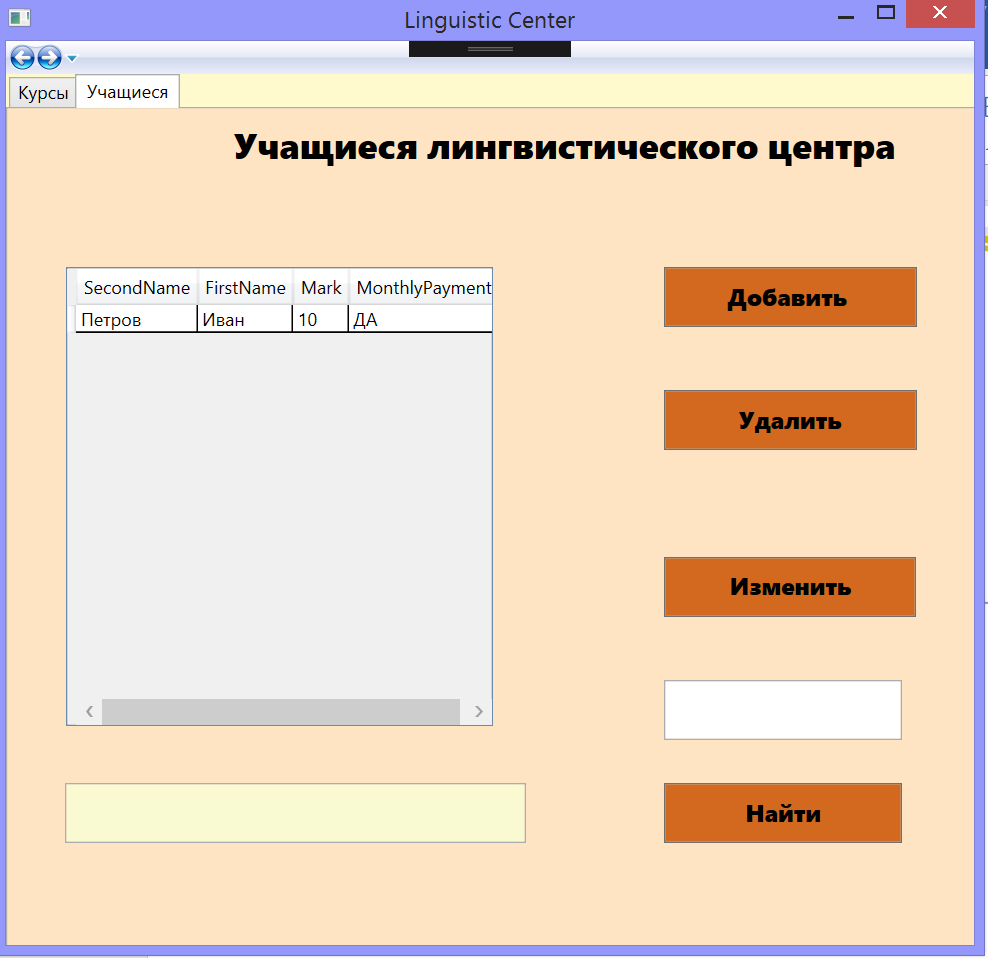 Linguistic Center
Курсы Учащиеся
Учащиеся лингвистического центра
SecondName FirstName Mark MonthlyPayment
Петров Иван 10 ДА
Добавить
Удалить
Изменить
Найти